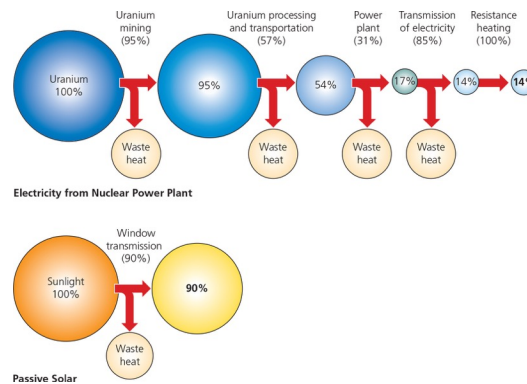 Uranium
mining
(95%)
Uranium processing
and transportation
(57%)
Power
plant
(31%)
Transmission
of electricity
(85%)
Resistance
heating
(100%)
Uranium
100%
95%
54%
17%
14%
14%
Waste
heat
Waste
heat
Waste
heat
Waste
heat
Electricity from Nuclear Power Plant
Window
transmission
(90%)
Sunlight
100%
90%
Waste
heat
Passive Solar